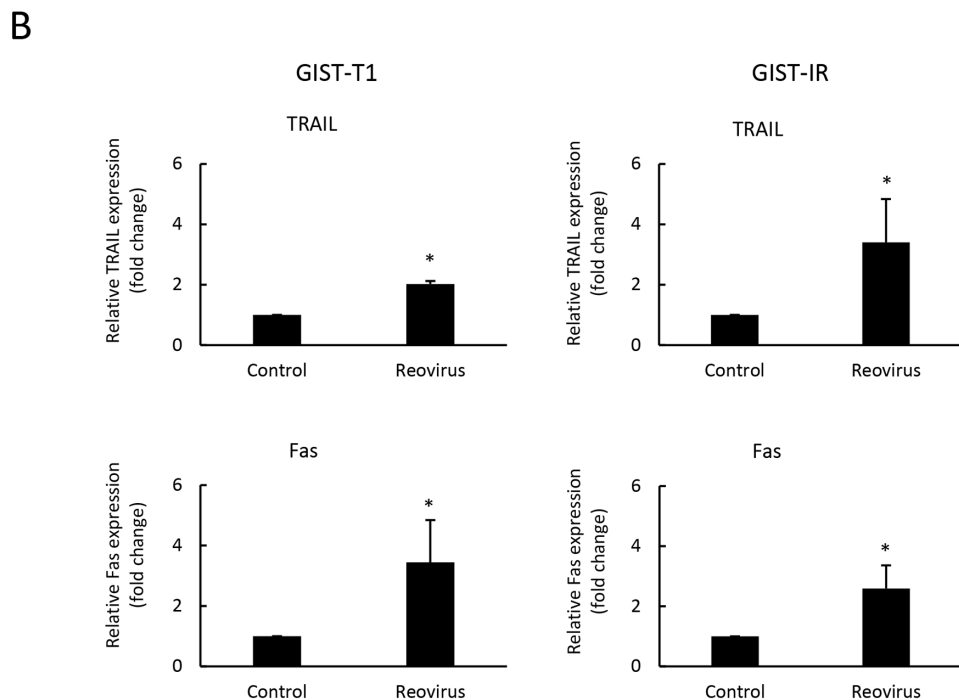 B
GIST-T1
GIST-IR
TRAIL
Relative TRAIL expression
(fold change)
6
4
2
0
*
Control
Reovirus
TRAIL
Relative TRAIL expression
(fold change)
6
4
2
0
*
Control
Reovirus
Fas
Relative Fas expression
(fold change)
6
4
2
0
*
Control
Reovirus
Fas
Relative Fas expression
(fold change)
6
4
2
0
*
Control
Reovirus